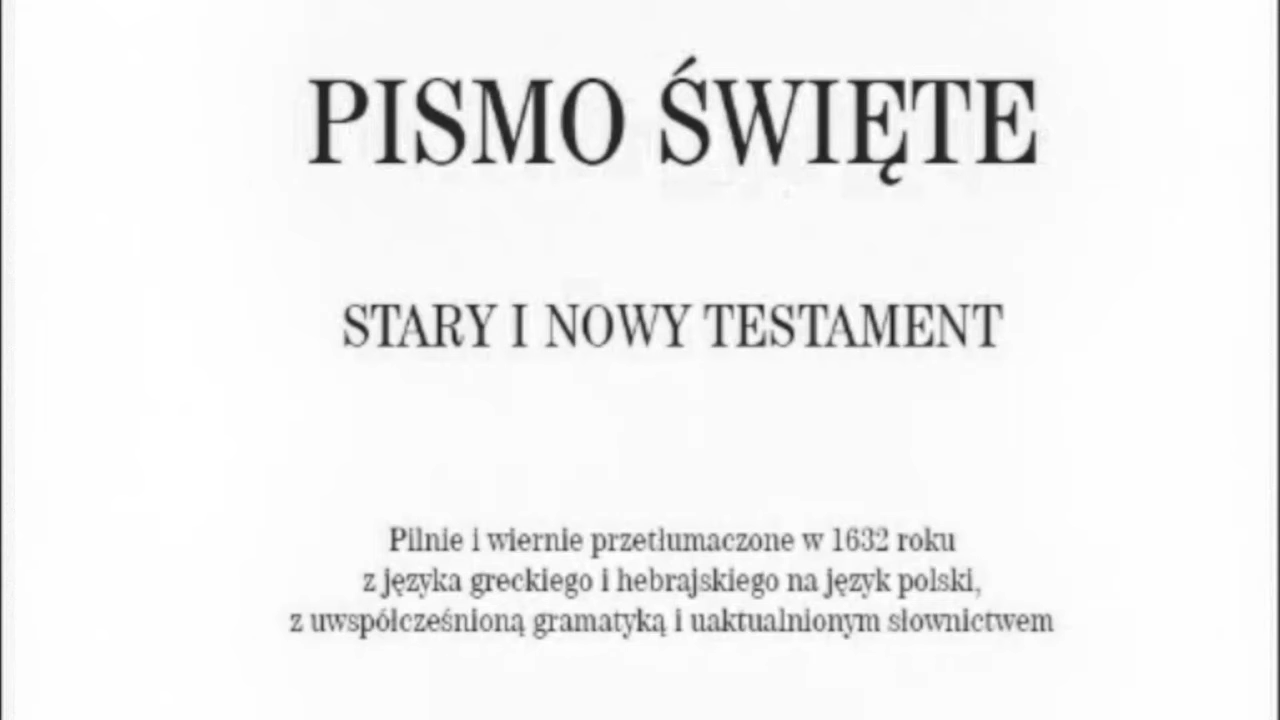 PISMO ŚWIĘTE
STARY I NOWY TESTAMENT
Pilnie i wiernie przetłumaczone w 1632 roku
z języka greckiego i hebrajskiego na język polski,
z uwspółcześnioną gramatyką i uaktualnionym słownictwem